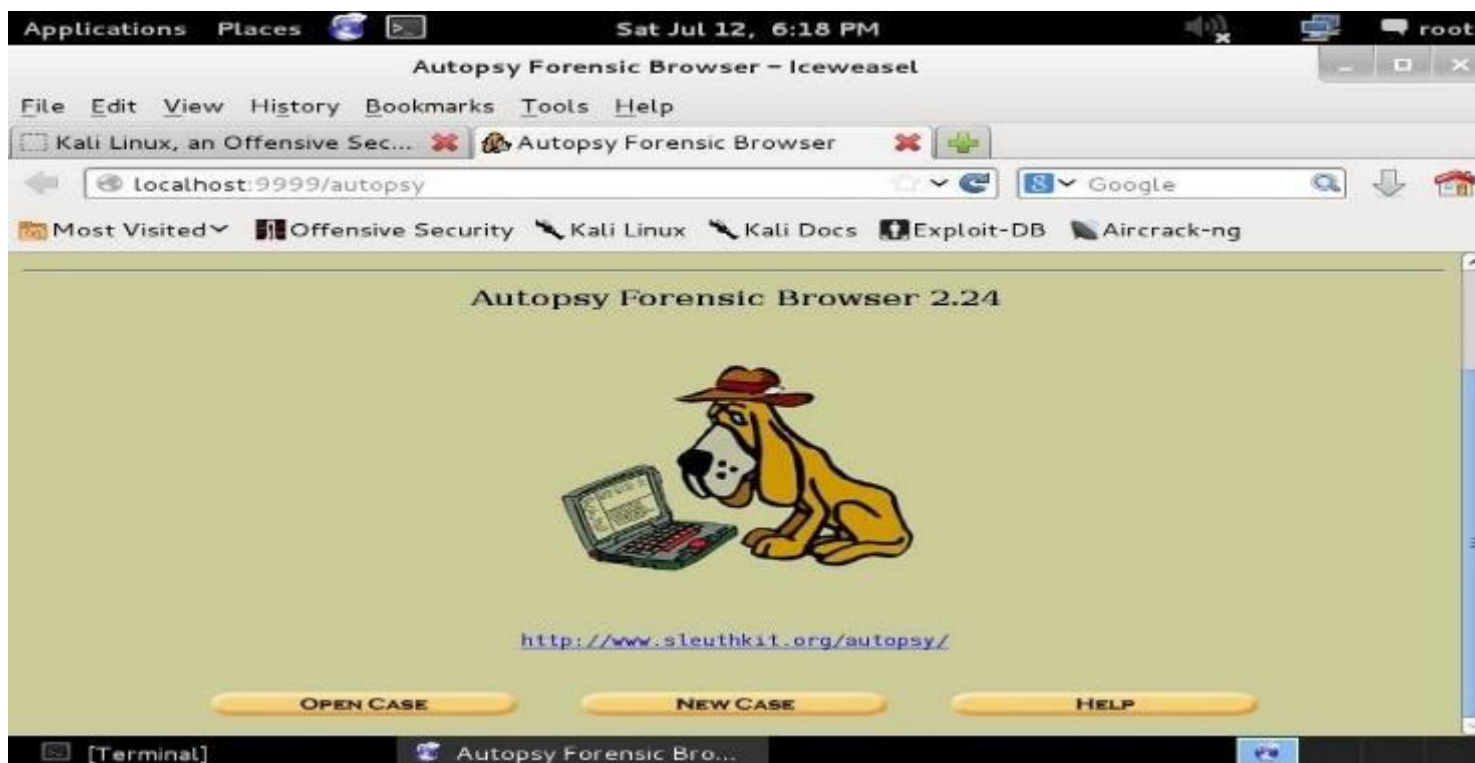 Applications Places Sat Jul 12, 6:18 PM root
Autopsy Forensic Browser – Iceweasel
File Edit View History Bookmarks Tools Help
Kali Linux, an Offensive Sec... Autopsy Forensic Browser
localhost:9999/autopsy Google
Most Visited Offensive Security Kali Linux Kali Docs Exploit-DB Aircrack-ng
Autopsy Forensic Browser 2.24
http://www.sleuthkit.org/autopsy/
OPEN CASE NEW CASE HELP
[Terminal] Autopsy Forensic Bro...